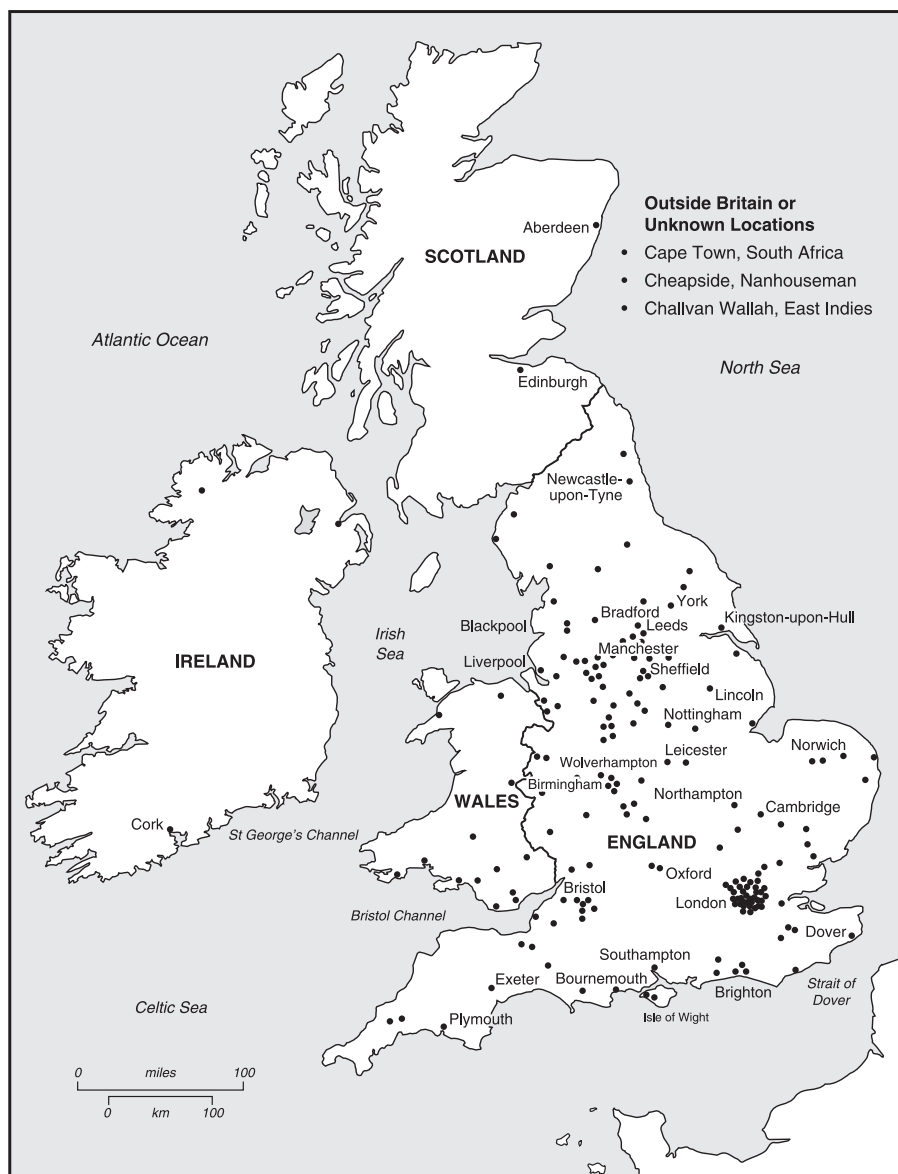 Outside Britain or
Unknown Locations
• Cape Town, South Africa
• Cheapside, Nanhouseman
• Challvan Wallah, East Indies
Aberdeen
SCOTLAND
Atlantic Ocean
North Sea
Edinburgh
Newcastle-
upon-Tyne
York
Bradford
Kingston-upon-Hull
Leeds
Blackpool
Irish
Sea
Manchester
IRELAND
Liverpool
Sheffield
Lincoln
Nottingham
Leicester
Norwich
Wolverhampton
Birmingham
Northampton
WALES
Cambridge
Cork
St George's Channel
ENGLAND
Oxford
Bristol
London
Bristol Channel
Dover
Southampton
Exeter
Bournemouth
Brighton
Strait of
Dover
Celtic Sea
Plymouth
Isle of Wight
0 miles 100
0 km 100